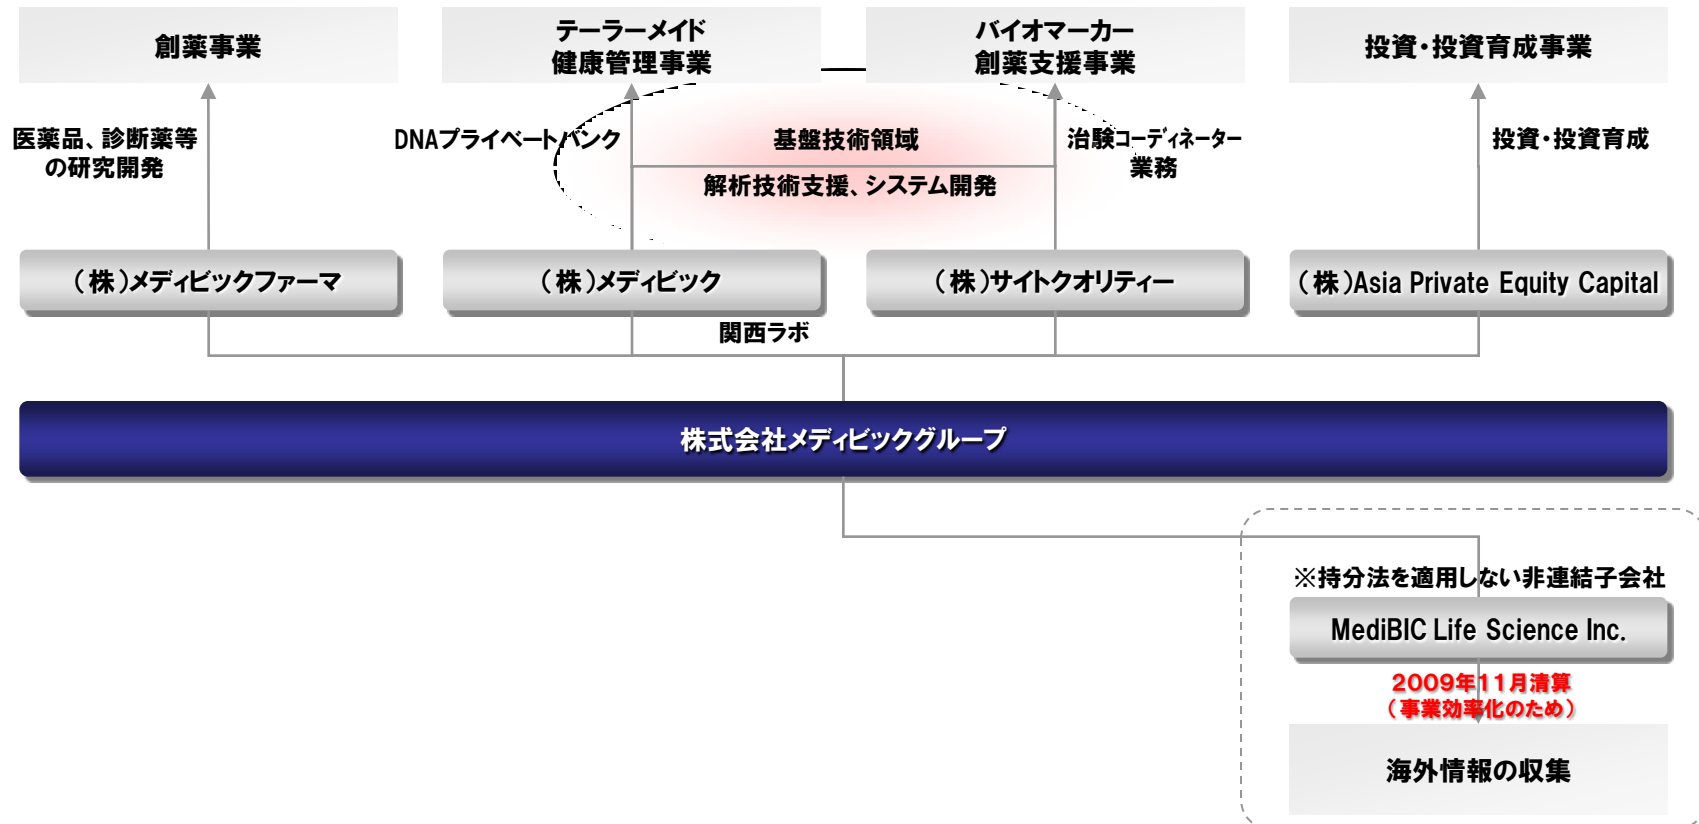 創薬事業
テーラーメイド
健康管理事業
バイオマーカー
創薬支援事業
投資・投資育成事業
医薬品、診断薬等
の研究開発
DNAプライベートバンク
基盤技術領域
解析技術支援、システム開発
治験コーディネーター
業務
投資・投資育成
（株）メディビックファーマ
（株）メディビック
（株）サイトクオリティー
（株）Asia Private Equity Capital
関西ラボ
株式会社メディビックグループ
※持分法を適用しない非連結子会社
MediBIC Life Science Inc.
2009年11月清算
（事業効率化のため）
海外情報の収集